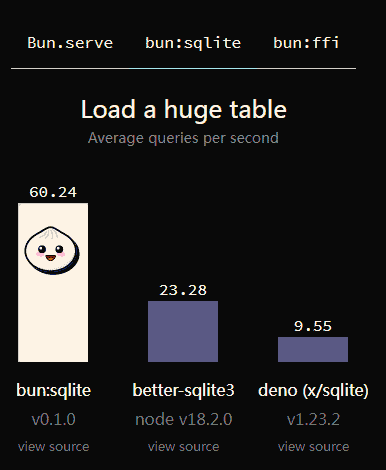 Bun.serve bun:sqlite bun:ffi
Load a huge table
Average queries per second
60.24
23.28
9.55
bun:sqlite better-sqlite3 deno (x/sqlite)
v0.1.0 node v18.2.0 v1.23.2
view source view source view source